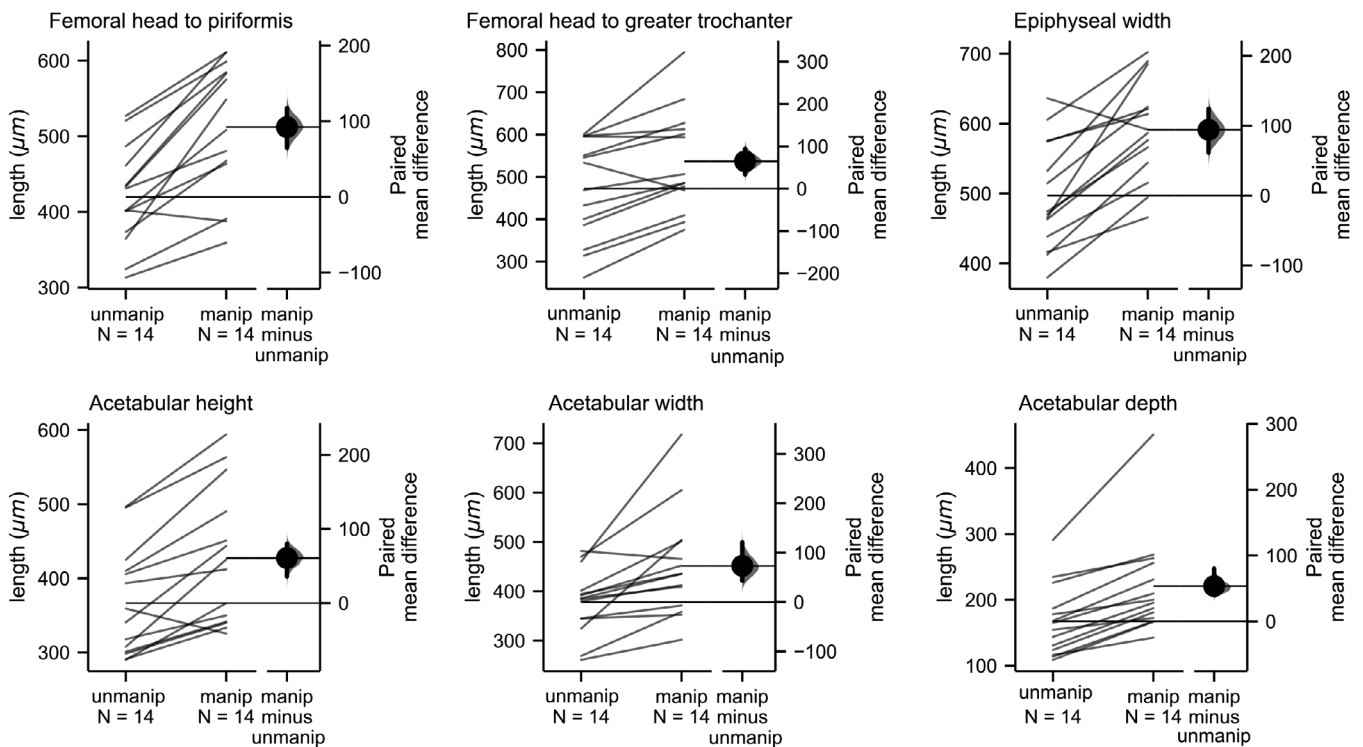 Femoral head to piriformis
600
500
400
300
length (µm)
200
100
0
−100
Paired
mean difference
unmanip
N = 14
manip
N = 14
manip
minus
unmanip
Femoral head to greater trochanter
800
700
600
500
400
300
length (µm)
300
200
100
0
−100
−200
Paired
mean difference
unmanip
N = 14
manip
N = 14
manip
minus
unmanip
Epiphyseal width
700
600
500
400
length (µm)
200
100
0
−100
Paired
mean difference
unmanip
N = 14
manip
N = 14
manip
minus
unmanip
Acetabular height
600
500
400
300
length (µm)
200
100
0
Paired
mean difference
unmanip
N = 14
manip
N = 14
manip
minus
unmanip
Acetabular width
700
600
500
400
300
length (µm)
300
200
100
0
−100
Paired
mean difference
unmanip
N = 14
manip
N = 14
manip
minus
unmanip
Acetabular depth
400
300
200
100
length (µm)
300
200
100
0
Paired
mean difference
unmanip
N = 14
manip
N = 14
manip
minus
unmanip